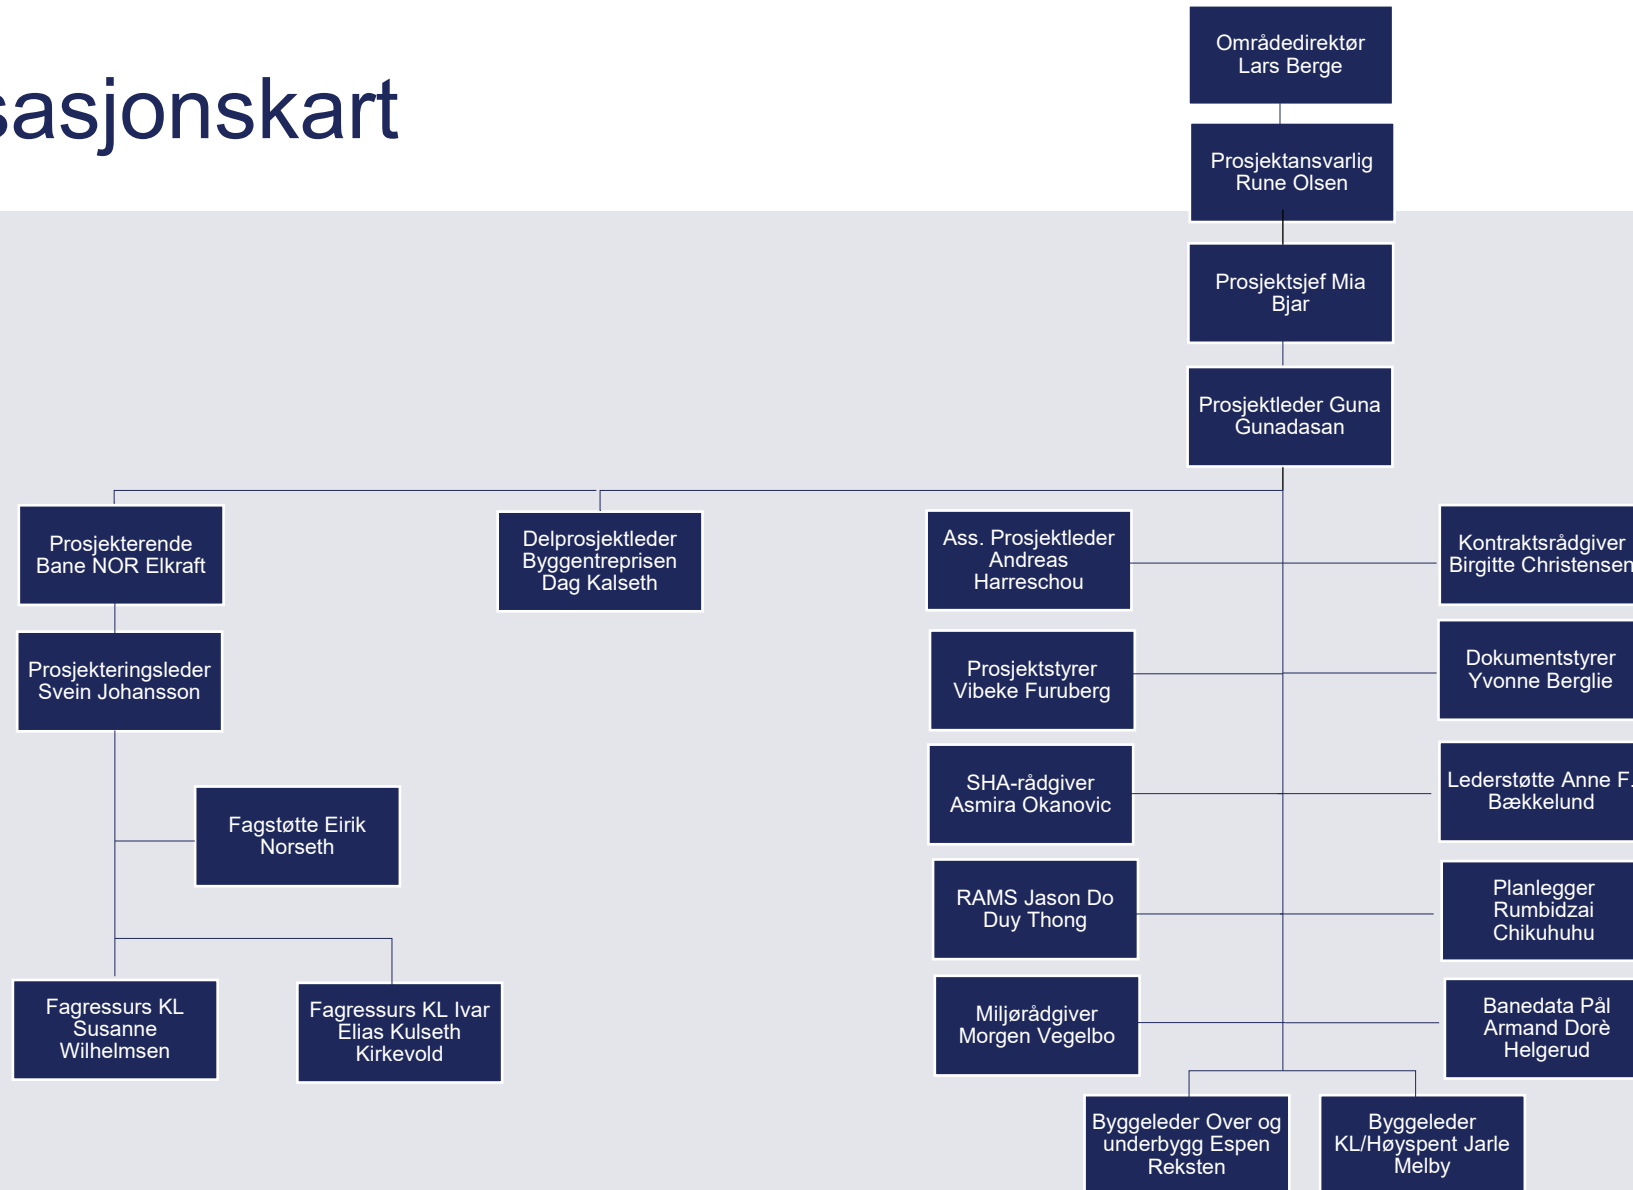 sasjonskart
Områdedirektør
Lars Berge
Prosjektansvarlig
Rune Olsen
Prosjektsjef Mia
Bjar
Prosjektleder Guna
Gunadasan
Prosjekterende
Bane NOR Elkraft
Delprosjektleder
Byggentreprisen
Dag Kalseth
Ass. Prosjektleder
Andreas
Harreschou
Kontraktsrådgiver
Birgitte Christensen
Prosjekteringsleder
Svein Johansson
Prosjektstyrer
Vibeke Furuberg
Dokumentstyrer
Yvonne Berglie
SHA-rådgiver
Asmira Okanovic
Lederstøtte Anne F.
Bækkelund
Fagstøtte Eirik
Norseth
RAMS Jason Do
Duy Thong
Planlegger
Rumbidzai
Chikuhuhu
Fagressurs KL
Susanne
Wilhelmsen
Fagressurs KL Ivar
Elias Kulseth
Kirkevold
Miljørådgiver
Morgen Vegelbo
Banedata Pål
Armand Dorè
Helgerud
Byggeleder Over og
underbygg Espen
Reksten
Byggeleder
KL/Høyspent Jarle
Melby